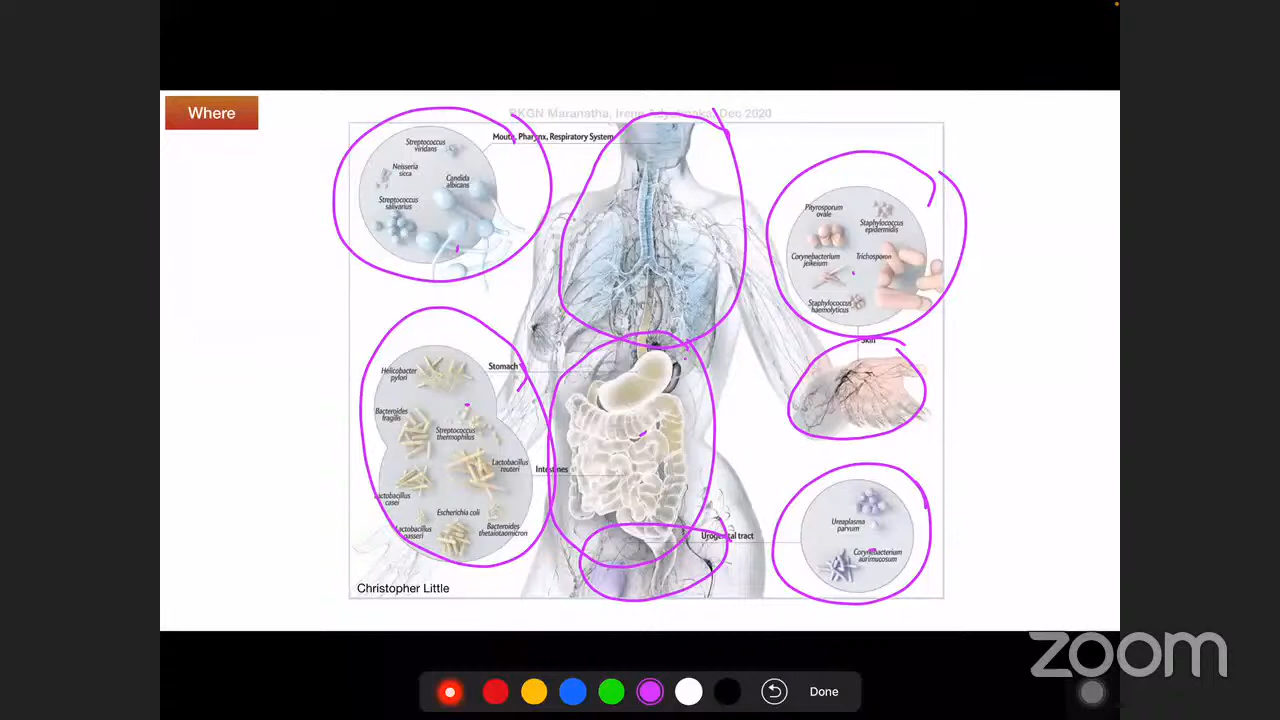 Where
Mouth, Pharynx, Respiratory System
Streptococcus
viridans
Neisseria
sicca
Candida
albicans
Streptococcus
salivarius
Pityrosporum
ovale
Staphylococcus
epidermidis
Corynebacterium
jeikeium
Trichosporon
Staphylococcus
haemolyticus
Skin
Stomach
Helicobacter
pylori
Bacteroides
fragilis
Streptococcus
thermophilus
Lactobacillus
reuteri
Intestines
Lactobacillus
casei
Escherichia coli
Lactobacillus
gasseri
Bacteroides
thetaiotaomicron
Urogenital tract
Ureaplasma
parvum
Corynebacterium
aurimucosum
Christopher Little
zoom
Done